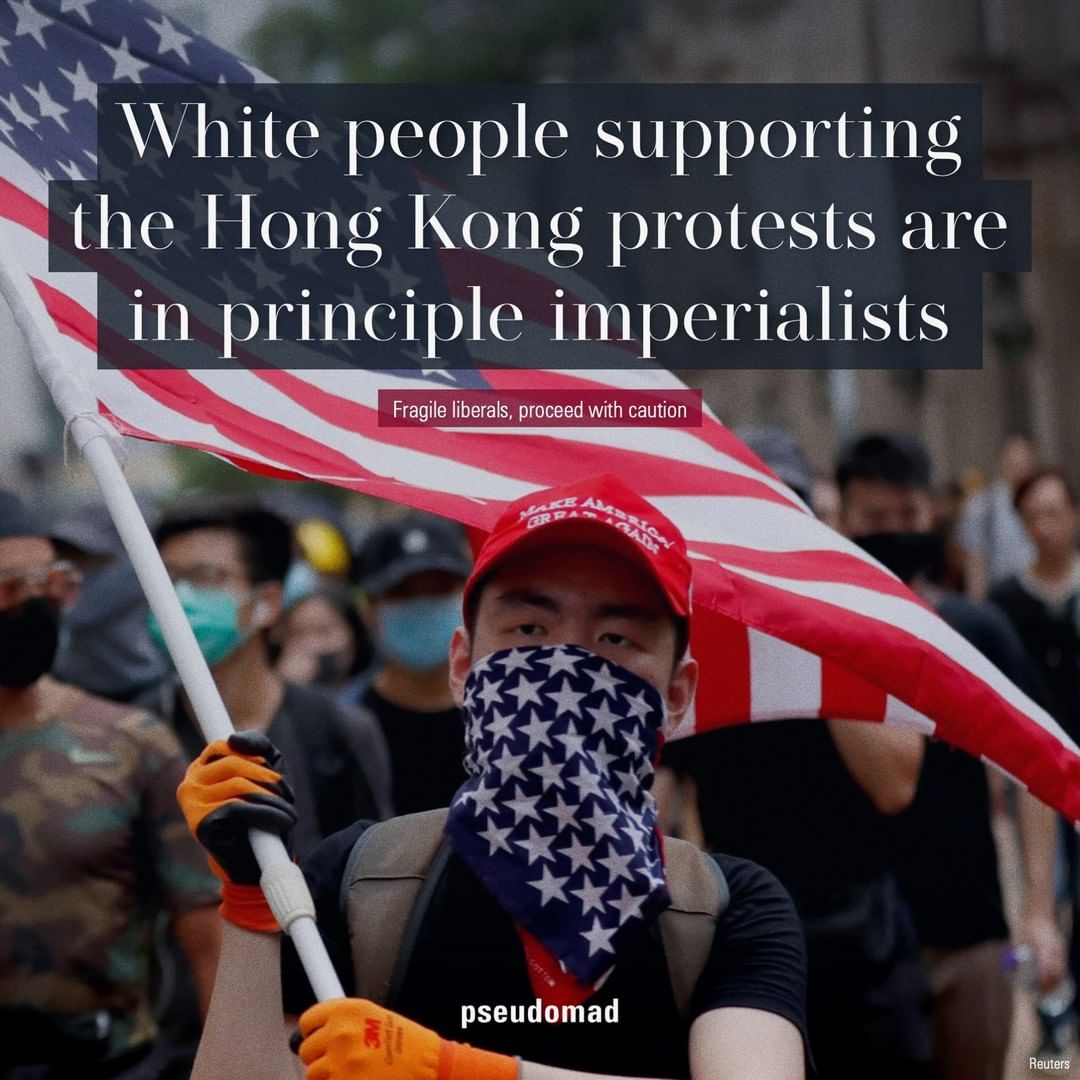 White people supporting
the Hong Kong protests are
in principle imperialists
Fragile liberals, proceed with caution
MAKE AMERICA
GREAT AGAIN
3M
pseudomad
Reuters